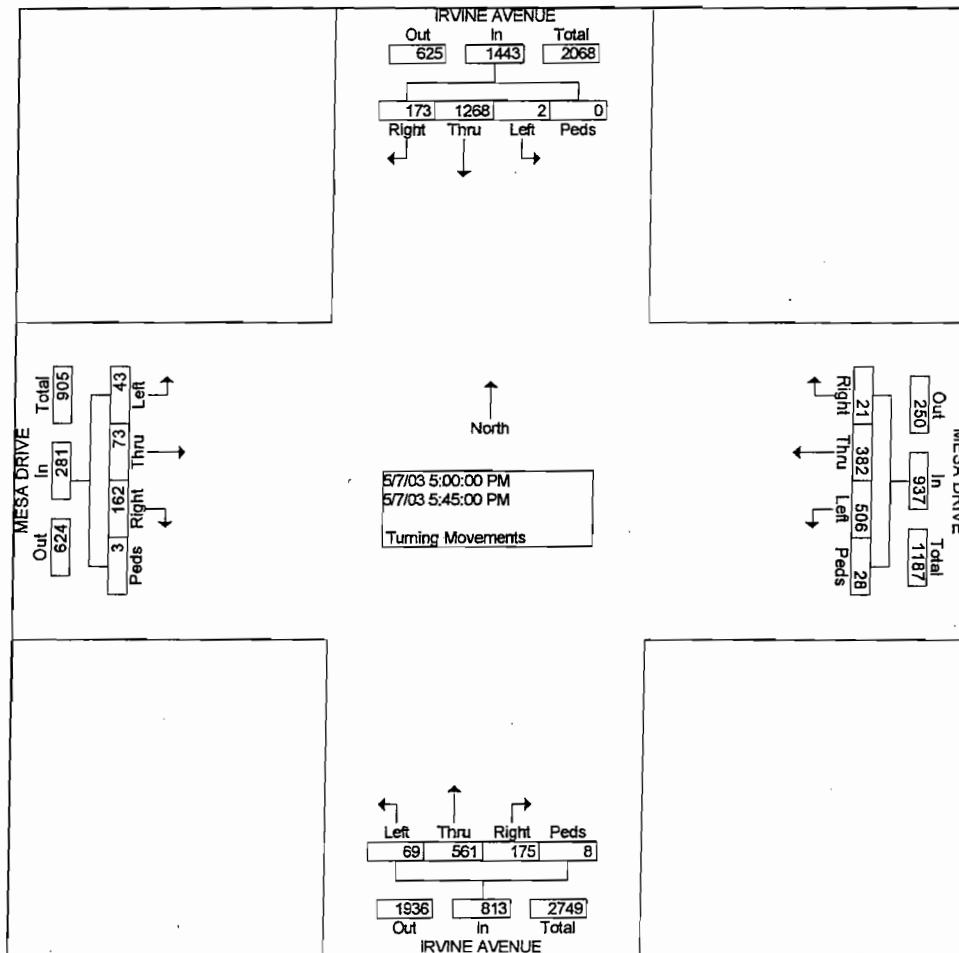 IRVINE AVENUE
Out In Total
625 1443 2068
173 1268 2 0
Right Thru Left Peds
MESA DRIVE
Total In Out
905 281 624
43 73 162 3
Left Thru Right Peds
North
5/7/03 5:00:00 PM
5/7/03 5:45:00 PM
Turning Movements
Right Thru Left Peds
21 382 506 28
Out In Total
250 937 1187
MESA DRIVE
Left Thru Right Peds
69 561 175 8
1936 813 2749
Out In Total
IRVINE AVENUE